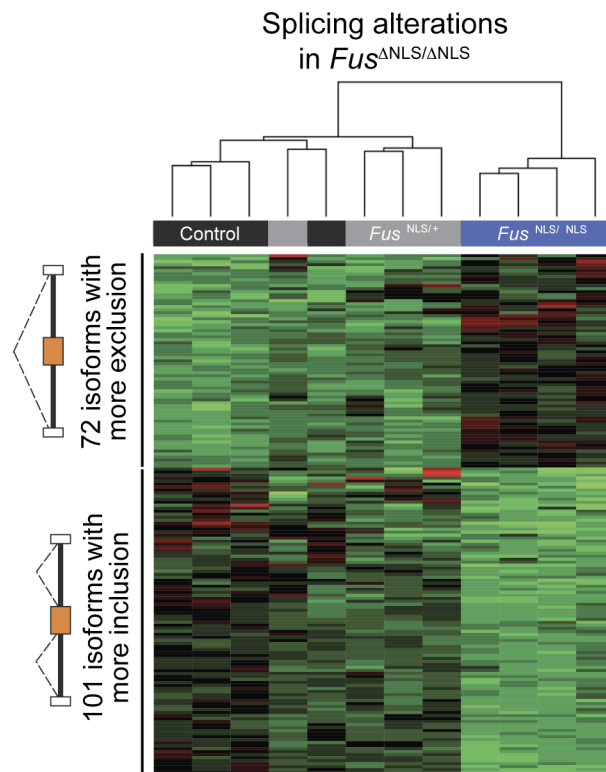 Splicing alterations
in Fus^ΔNLS/ΔNLS
Control
Fus ^NLS/+
Fus ^NLS/ NLS
72 isoforms with
more exclusion
101 isoforms with
more inclusion